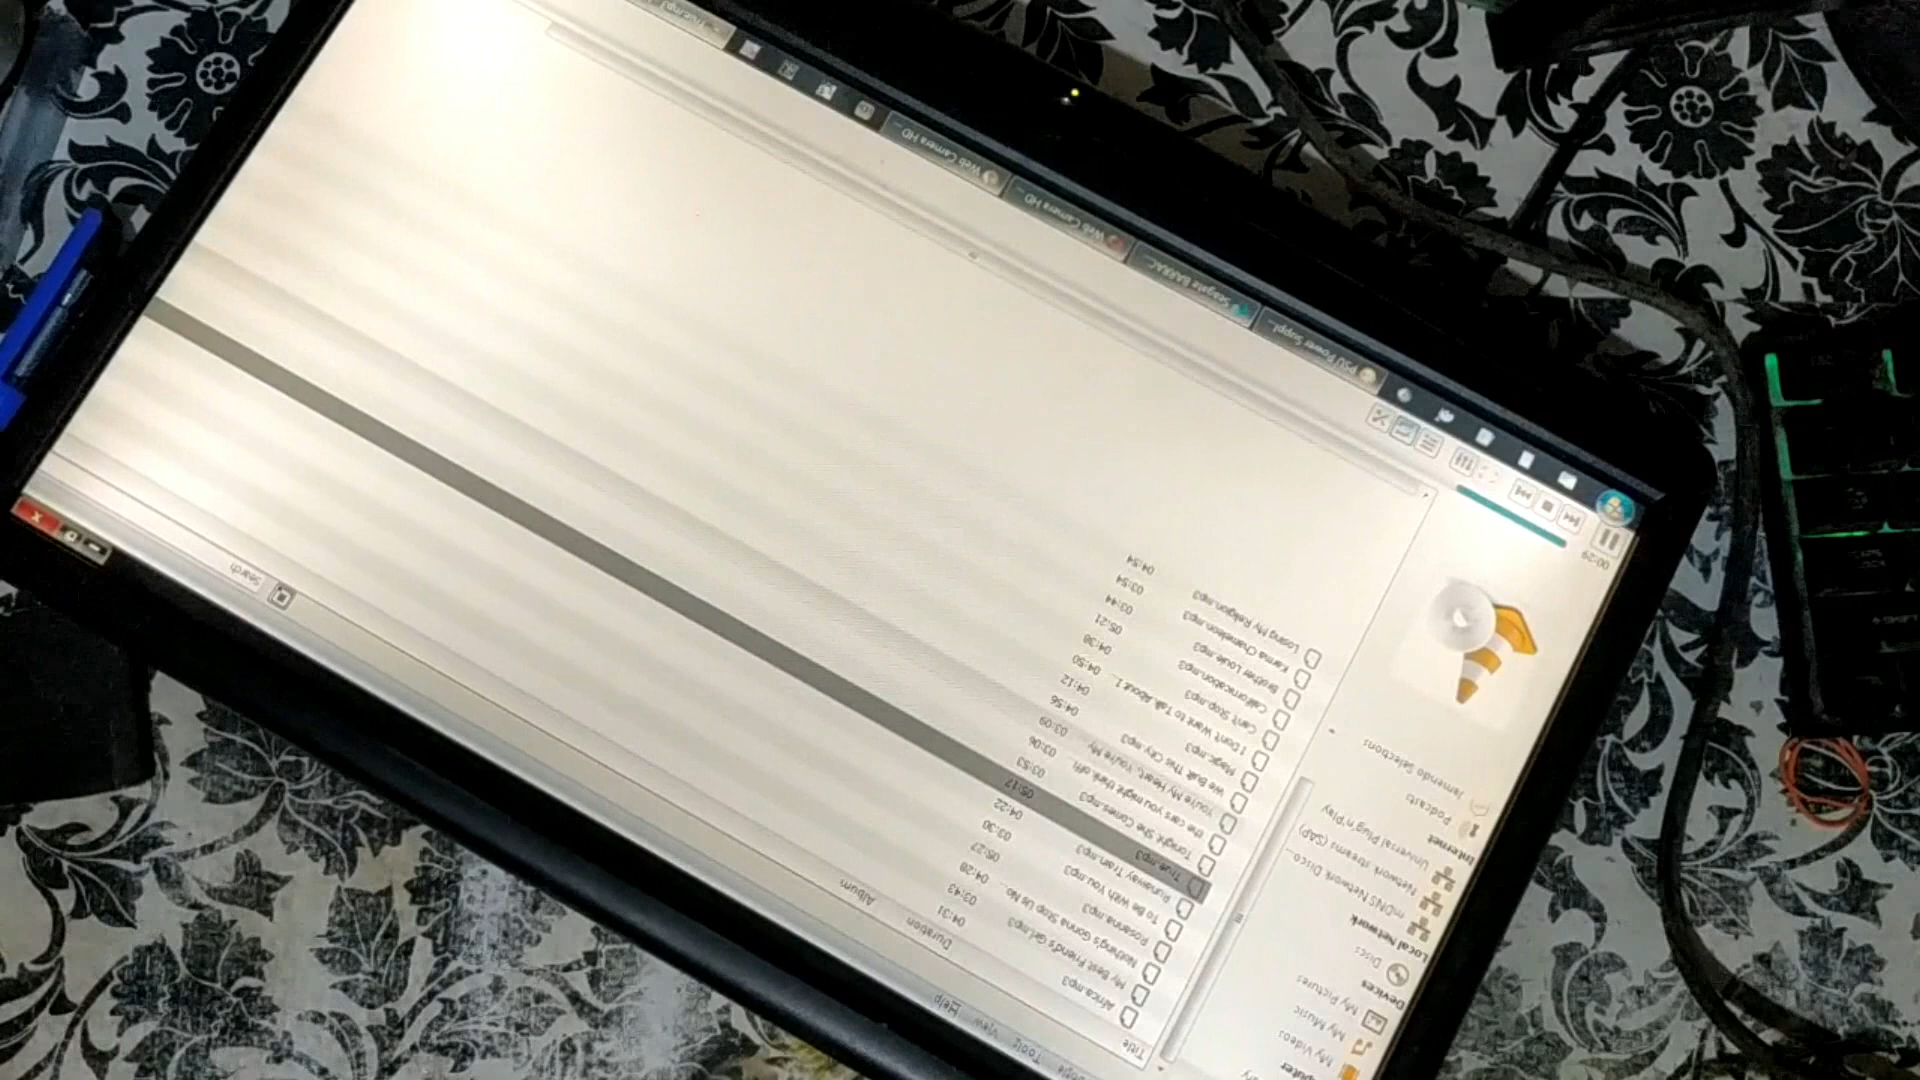 Tools View Help
Title Duration Album
Search
Africa.mp3 04:31
My Best Friend's Girl.mp3 03:43
Nothing's Gonna Stop Us No... 04:28
Rosanna.mp3 05:27
To Be With You.mp3 03:30
Runaway Train.mp3 04:22
True.mp3 05:17
Tonight She Comes.mp3 03:53
the cars you might think of! 03:06
You're My Heart, You're My 03:09
We Built This City.mp3 04:56
Magic.mp3 04:12
I Don't Want to Talk About I... 04:50
Can't Stop.mp3 04:38
Californication.mp3 05:21
Brother Louie.mp3 03:44
Karma Chameleon.mp3 03:54
Losing My Religion.mp3 04:54
My Videos
My Music
My Pictures
Devices
Discs
Local Network
mDNS Network Disco...
Network streams (SAP)
Universal Plug'n'Play
Internet
Podcasts
Jamendo Selections
00:29
PSU Power Suppl...
Seagate BARRAC...
Web Camera HD ...
Web Camera HD ...
True.mp3